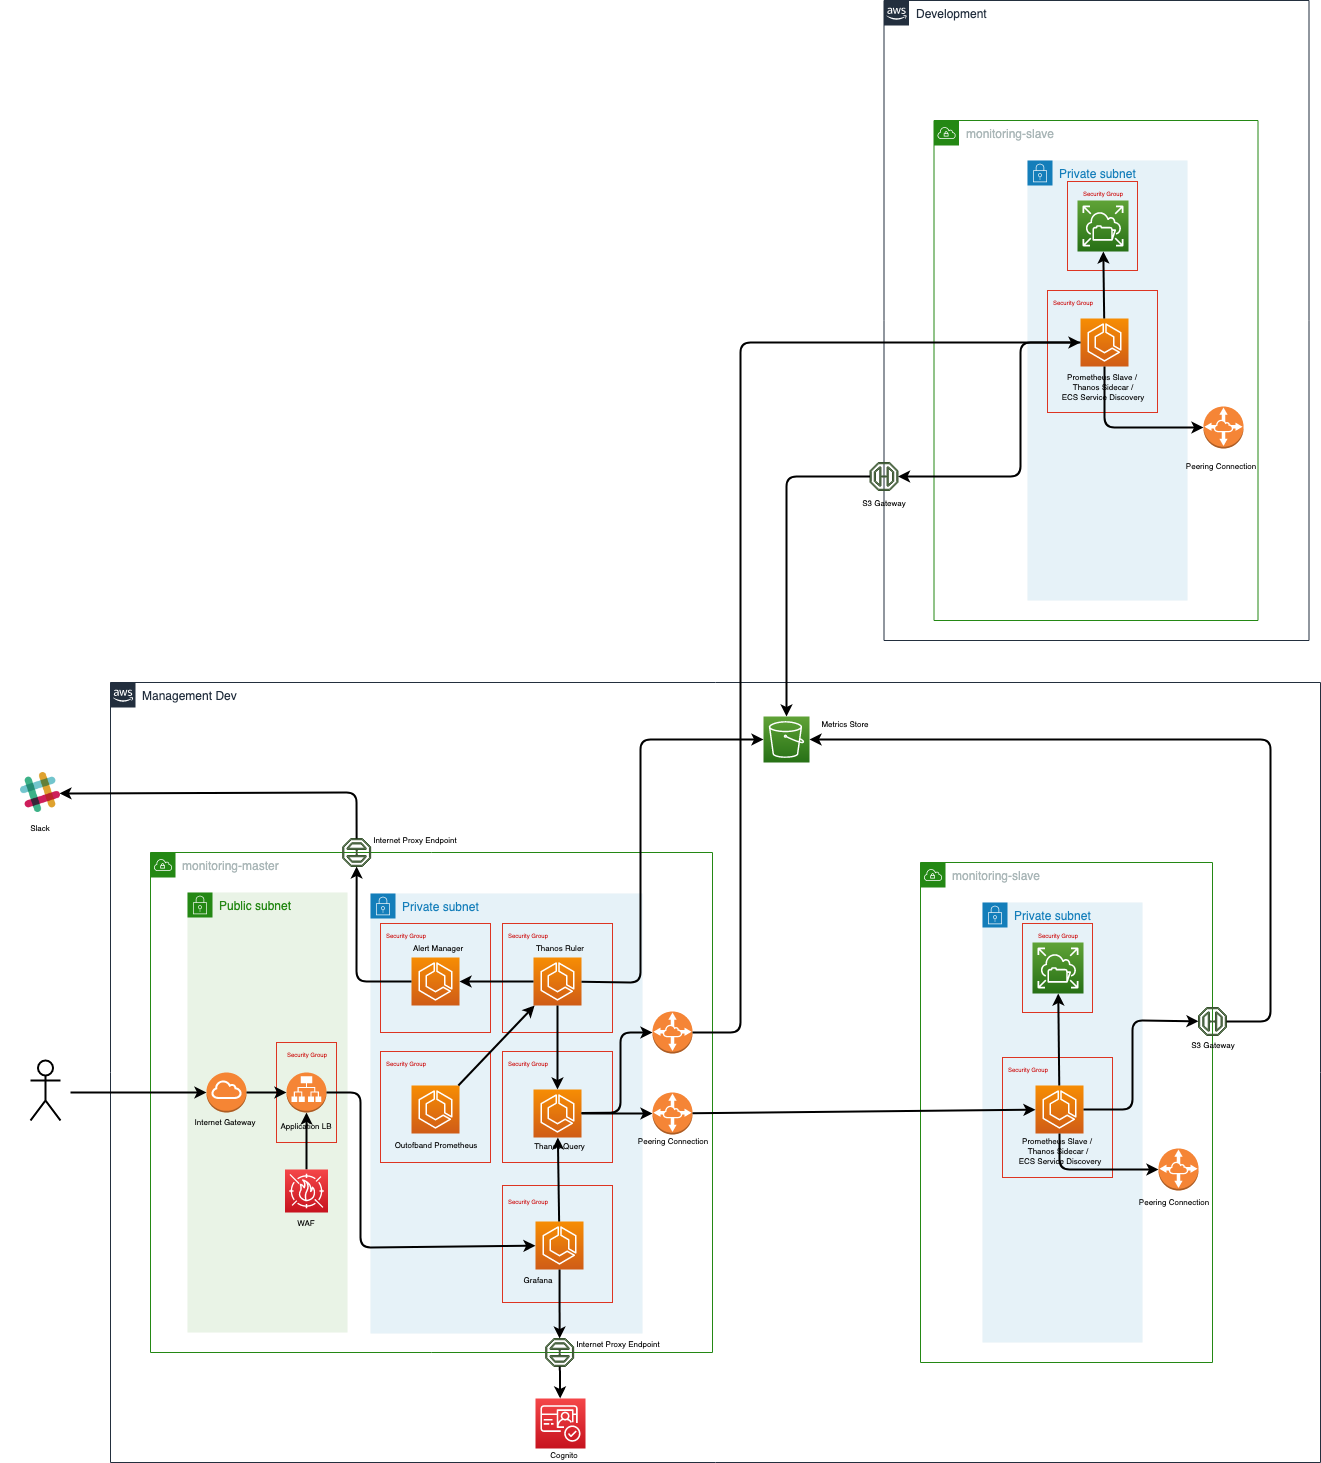 aws
Development
monitoring-slave
Private subnet
Security Group
Security Group
Prometheus Slave /
Thanos Sidecar /
ECS Service Discovery
Peering Connection
S3 Gateway
aws
Management Dev
Metrics Store
Slack
Internet Proxy Endpoint
monitoring-master
monitoring-slave
Public subnet
Private subnet
Private subnet
Security Group
Alert Manager
Security Group
Thanos Ruler
Security Group
Security Group
Application LB
Internet Gateway
Security Group
Outofband Prometheus
Security Group
Thanos Query
Peering Connection
S3 Gateway
Security Group
Prometheus Slave /
Thanos Sidecar /
ECS Service Discovery
Peering Connection
WAF
Security Group
Grafana
Internet Proxy Endpoint
Cognito